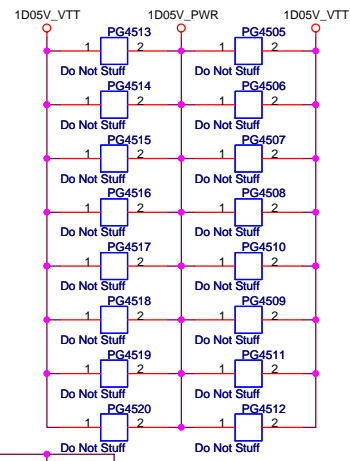 1D05V_VTT 1D05V_PWR 1D05V_VTT
PG4513 PG4505
1 2 1 2
Do Not Stuff Do Not Stuff
PG4514 PG4506
1 2 1 2
Do Not Stuff Do Not Stuff
PG4515 PG4507
1 2 1 2
Do Not Stuff Do Not Stuff
PG4516 PG4508
1 2 1 2
Do Not Stuff Do Not Stuff
PG4517 PG4510
1 2 1 2
Do Not Stuff Do Not Stuff
PG4518 PG4509
1 2 1 2
Do Not Stuff Do Not Stuff
PG4519 PG4511
1 2 1 2
Do Not Stuff Do Not Stuff
PG4520 PG4512
1 2 1 2
Do Not Stuff Do Not Stuff